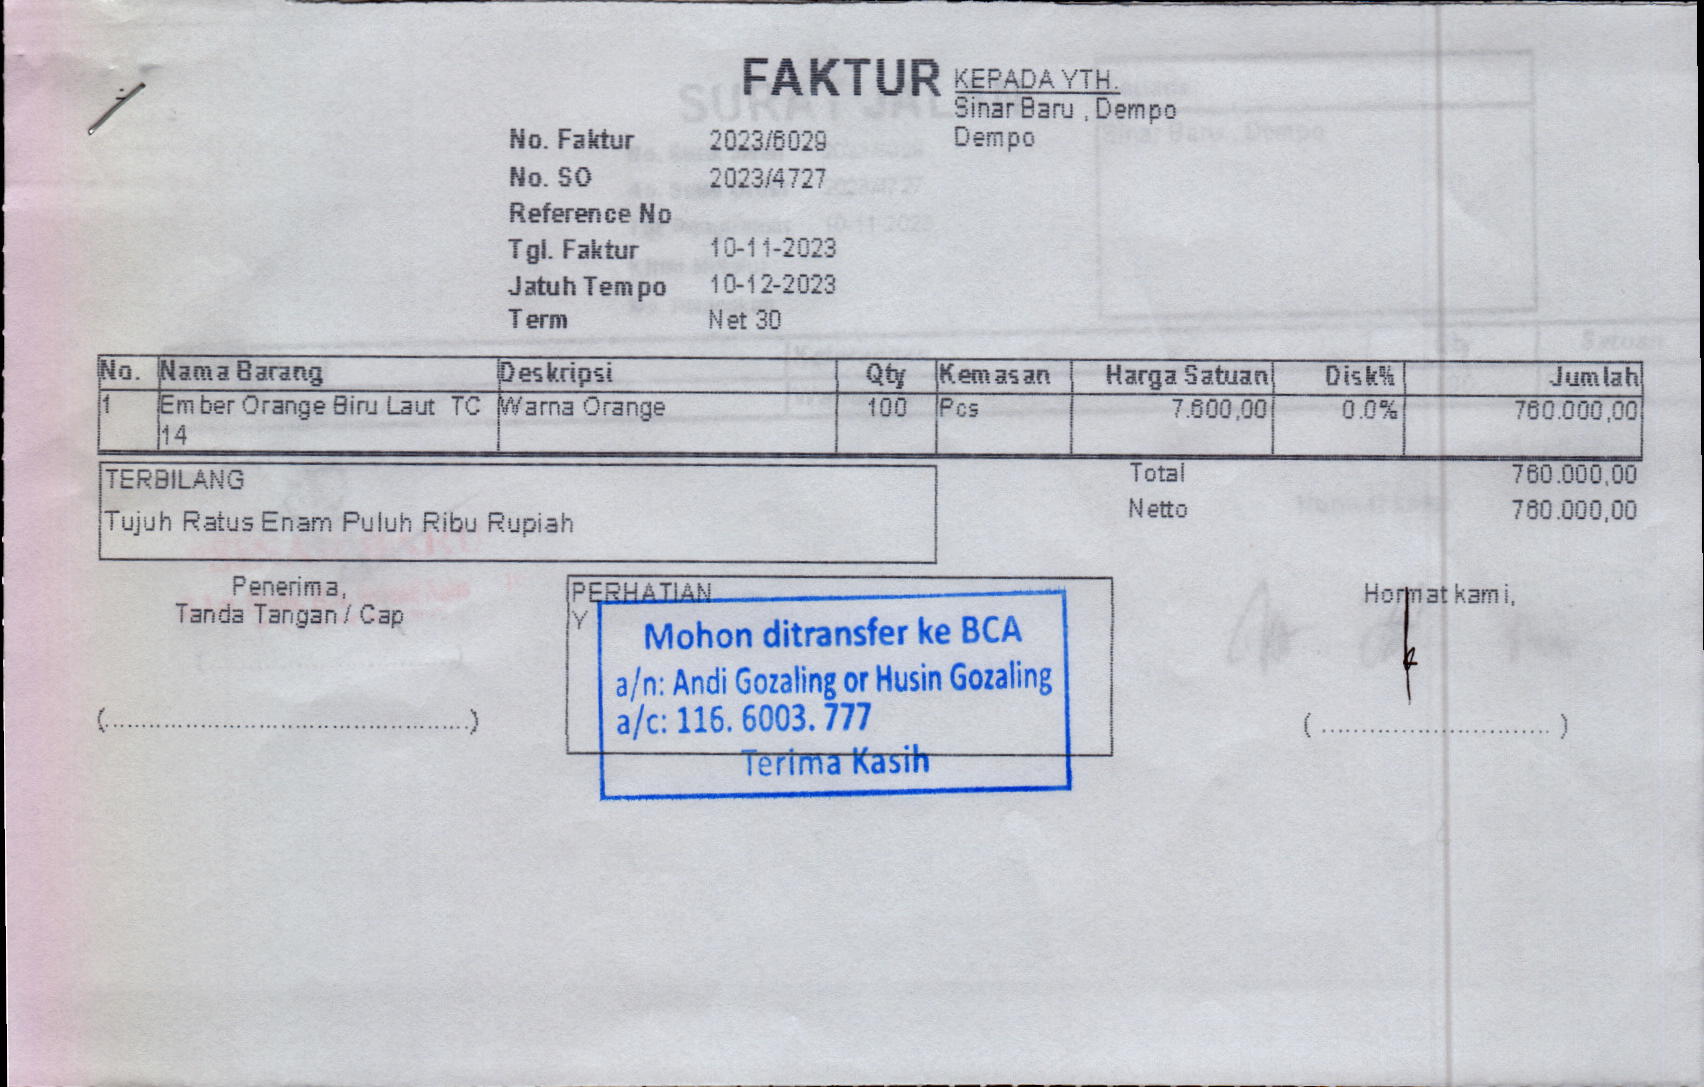 FAKTUR
KEPADA YTH.
Sinar Baru , Dempo
Dempo
No. Faktur 2023/6029
No. SO 2023/4727
Reference No
Tgl. Faktur 10-11-2023
Jatuh Tempo 10-12-2023
Term Net 30
No. Nama Barang Deskripsi Qty Kemasan Harga Satuan Disk% Jumlah
1 Ember Orange Biru Laut TC Warna Orange 100 Pcs 7.600,00 0.0% 760.000,00
14
TERBILANG
Tujuh Ratus Enam Puluh Ribu Rupiah
Total 760.000,00
Netto 760.000,00
Penerima,
Tanda Tangan / Cap
(..................................................)
PERHATIAN
Y
Mohon ditransfer ke BCA
a/n: Andi Gozaling or Husin Gozaling
a/c: 116. 6003. 777
Terima Kasih
Hormat kami,
( ............................... )